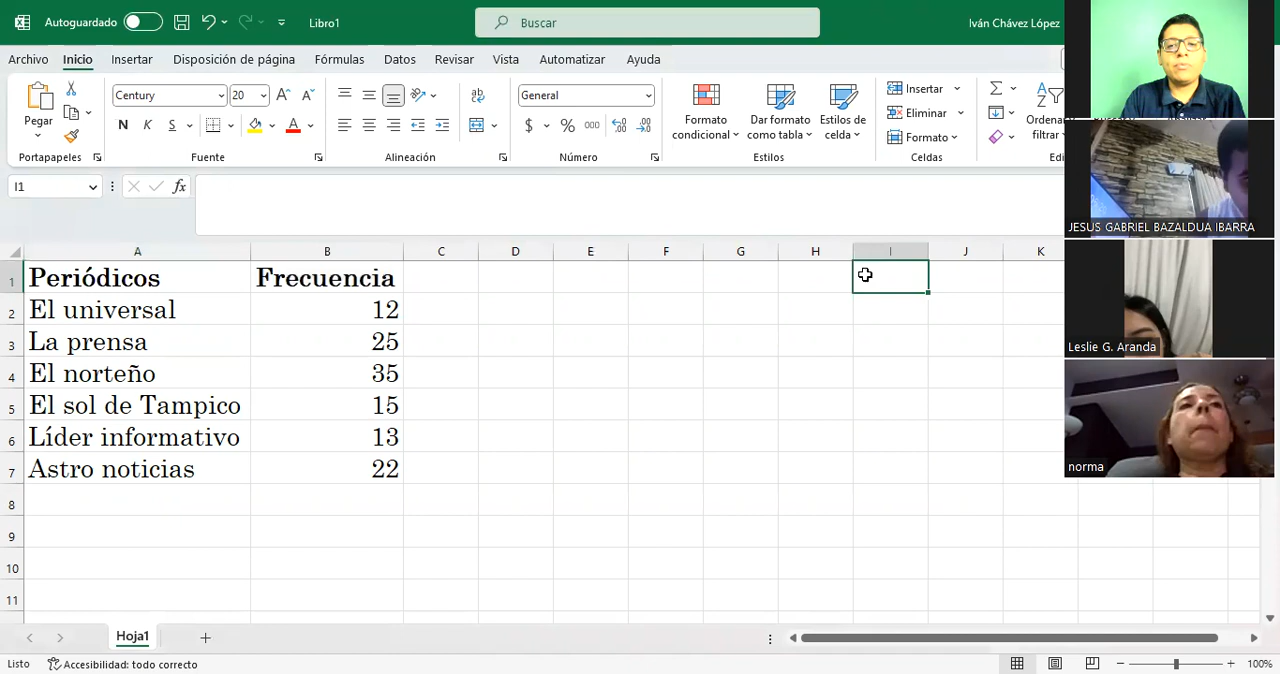 Autoguardado Libro1 Buscar Iván Chávez López
Archivo Inicio Insertar Disposición de página Fórmulas Datos Revisar Vista Automatizar Ayuda
Pegar
Portapapeles
Century 20
N K S
Fuente
Alineación
General
$ % 000
Número
Formato condicional
Dar formato como tabla
Estilos de celda
Estilos
Insertar
Eliminar
Formato
Celdas
Ordenar
filtrar
I1 fx
A B C D E F G H I J K
1 Periódicos Frecuencia
2 El universal 12
3 La prensa 25
4 El norteño 35
5 El sol de Tampico 15
6 Líder informativo 13
7 Astro noticias 22
8
9
10
11
JESUS GABRIEL BAZALDUA IBARRA
Leslie G. Aranda
norma
Hoja1
Listo Accesibilidad: todo correcto 100%